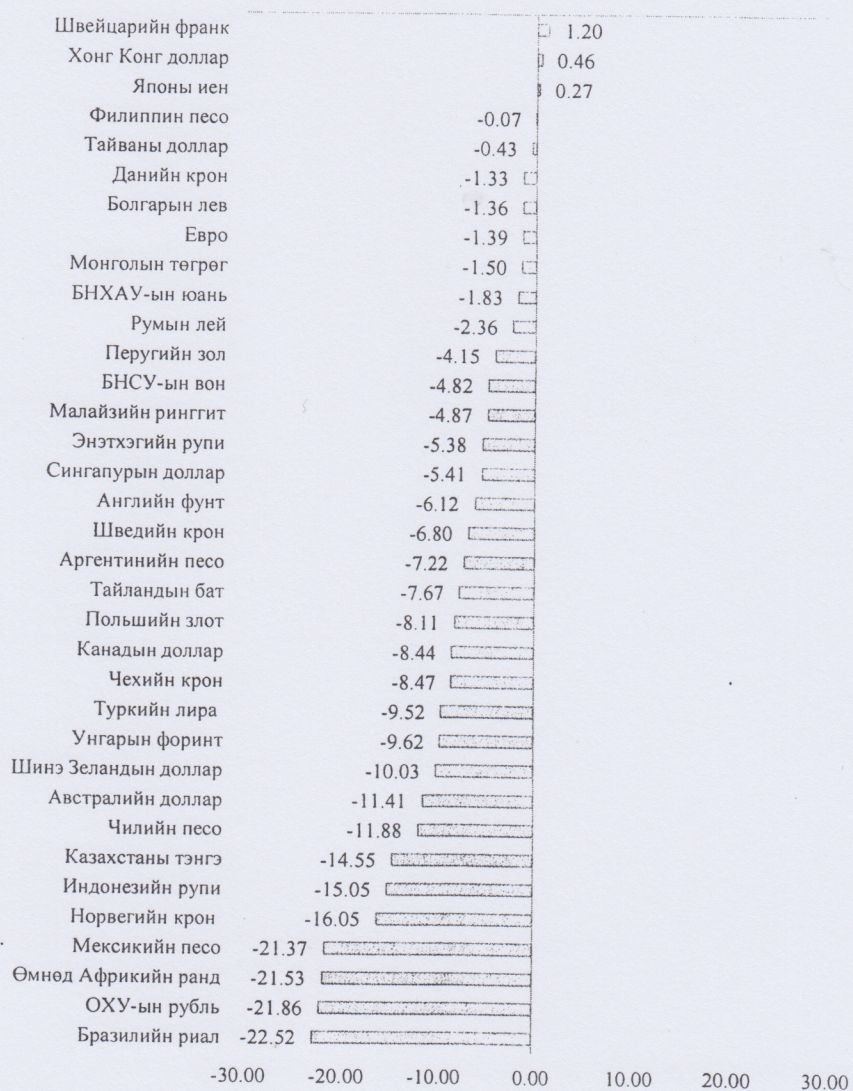 Швейцарийн франк 1.20
Хонг Конг доллар 0.46
Японы иен 0.27
Филиппин песо -0.07
Тайваны доллар -0.43
Данийн крон -1.33
Болгарын лев -1.36
Евро -1.39
Монголын төгрөг -1.50
БНХАУ-ын юань -1.83
Румын лей -2.36
Перугийн зол -4.15
БНСУ-ын вон -4.82
Малайзийн ринггит -4.87
Энэтхэгийн рупи -5.38
Сингапурын доллар -5.41
Английн фунт -6.12
Шведийн крон -6.80
Аргентинийн песо -7.22
Тайландын бат -7.67
Польшийн злот -8.11
Канадын доллар -8.44
Чехийн крон -8.47
Туркийн лира -9.52
Унгарын форинт -9.62
Шинэ Зеландын доллар -10.03
Австралийн доллар -11.41
Чилийн песо -11.88
Казахстаны тэнгэ -14.55
Индонезийн рупи -15.05
Норвегийн крон -16.05
Мексикийн песо -21.37
Өмнөд Африкийн ранд -21.53
ОХУ-ын рубль -21.86
Бразилийн риал -22.52
-30.00 -20.00 -10.00 0.00 10.00 20.00 30.00